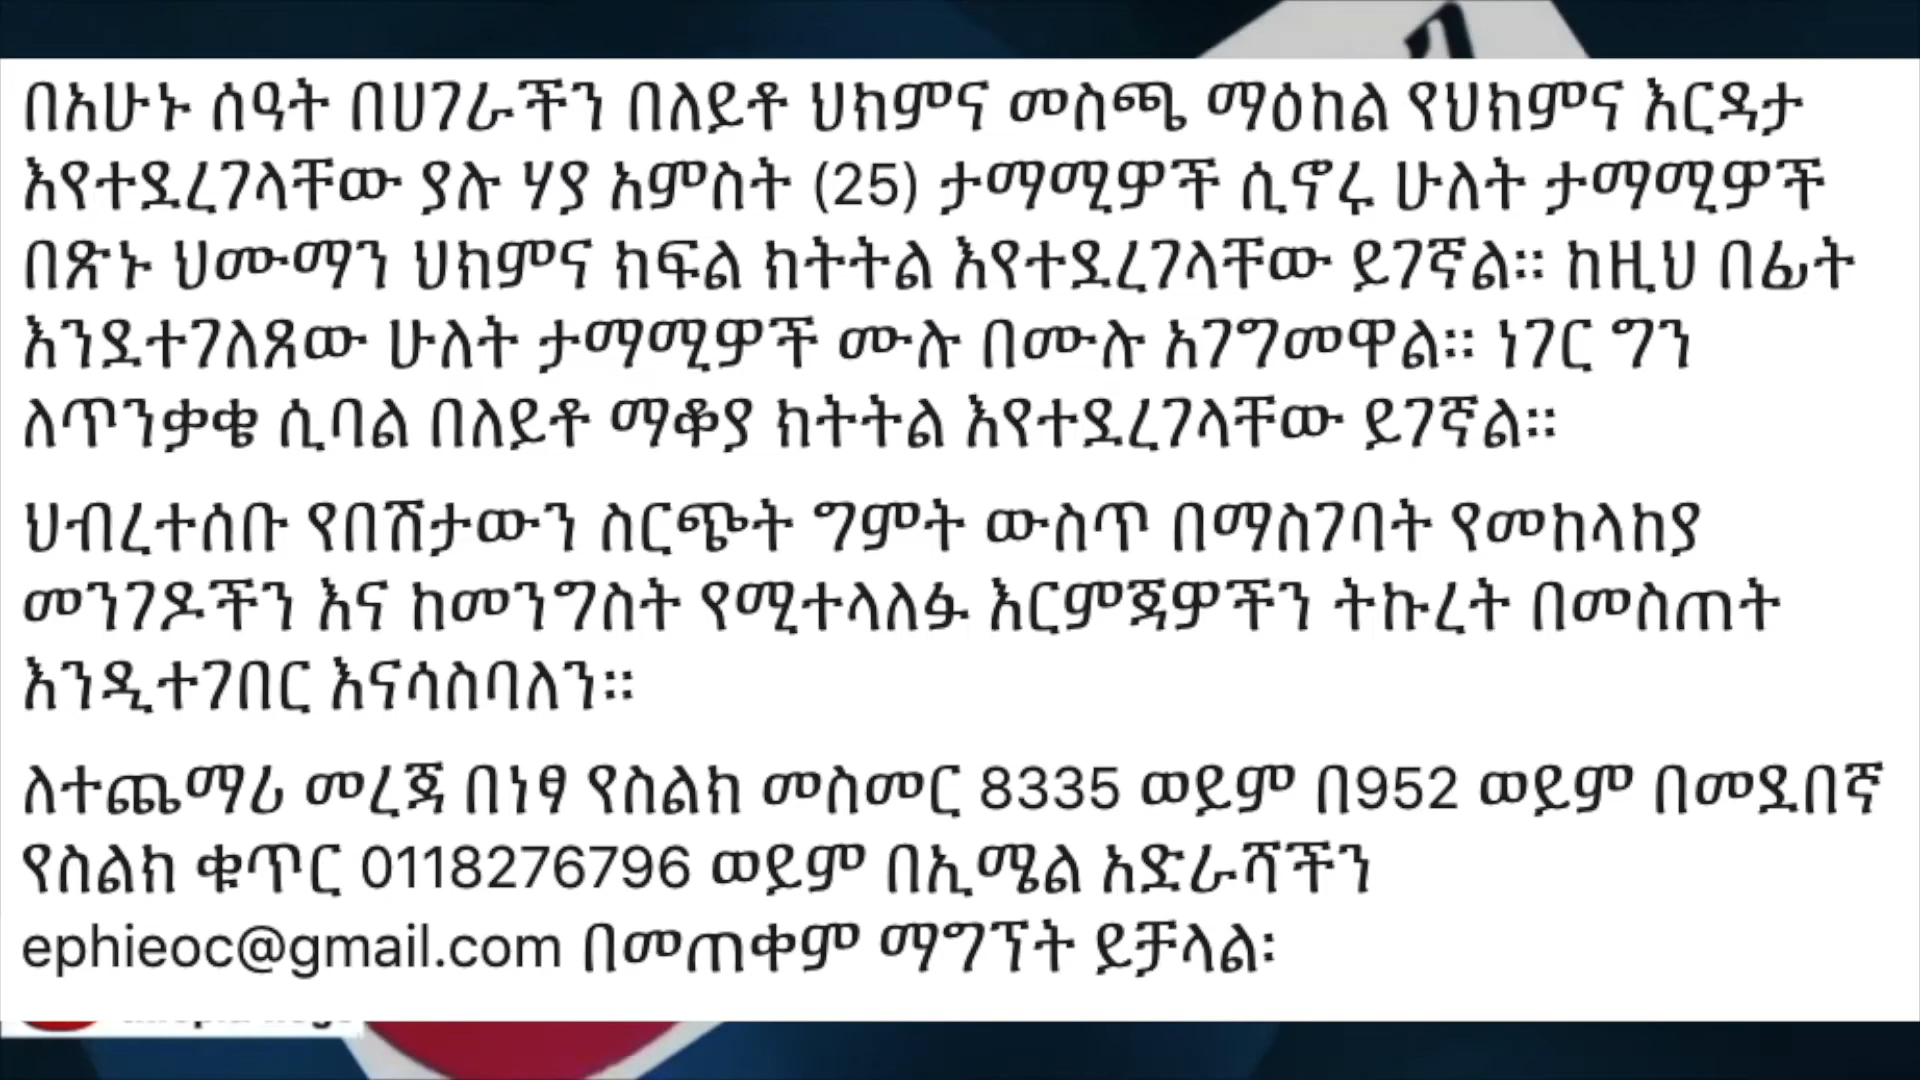 በአሁኑ ሰዓት በሀገራችን በለይቶ ህክምና መስጫ ማዕከል የህክምና እርዳታ
እየተደረገላቸው ያሉ ሃያ አምስት (25) ታማሚዎች ሲኖሩ ሁለት ታማሚዎች
በጽኑ ህሙማን ህክምና ክፍል ክትትል እየተደረገላቸው ይገኛል። ከዚህ በፊት
እንደተገለጸው ሁለት ታማሚዎች ሙሉ በሙሉ አገግመዋል። ነገር ግን
ለጥንቃቄ ሲባል በለይቶ ማቆያ ክትትል እየተደረገላቸው ይገኛል።
ህብረተሰቡ የበሽታውን ስርጭት ግምት ውስጥ በማስገባት የመከላከያ
መንገዶችን እና ከመንግስት የሚተላለፉ እርምጃዎችን ትኩረት በመስጠት
እንዲተገበር እናሳስባለን።
ለተጨማሪ መረጃ በነፃ የስልክ መስመር 8335 ወይም በ952 ወይም በመደበኛ
የስልክ ቁጥር 0118276796 ወይም በኢሜል አድራሻችን
ephieoc@gmail.com በመጠቀም ማግኘት ይቻላል፡